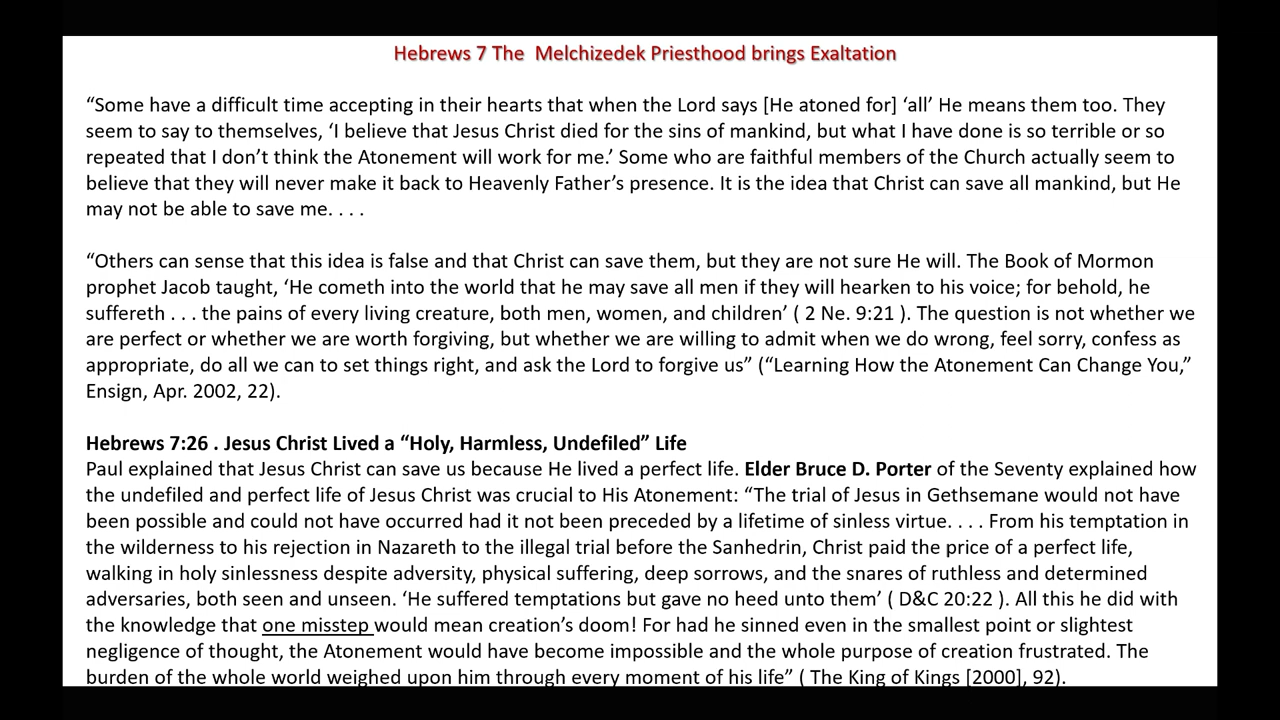 Hebrews 7 The  Melchizedek Priesthood brings Exaltation
“Some have a difficult time accepting in their hearts that when the Lord says [He atoned for] ‘all’ He means them too. They
seem to say to themselves, ‘I believe that Jesus Christ died for the sins of mankind, but what I have done is so terrible or so
repeated that I don’t think the Atonement will work for me.’ Some who are faithful members of the Church actually seem to
believe that they will never make it back to Heavenly Father’s presence. It is the idea that Christ can save all mankind, but He
may not be able to save me. . . .
“Others can sense that this idea is false and that Christ can save them, but they are not sure He will. The Book of Mormon
prophet Jacob taught, ‘He cometh into the world that he may save all men if they will hearken to his voice; for behold, he
suffereth . . . the pains of every living creature, both men, women, and children’ ( 2 Ne. 9:21 ). The question is not whether we
are perfect or whether we are worth forgiving, but whether we are willing to admit when we do wrong, feel sorry, confess as
appropriate, do all we can to set things right, and ask the Lord to forgive us” (“Learning How the Atonement Can Change You,”
Ensign, Apr. 2002, 22).
Hebrews 7:26 . Jesus Christ Lived a “Holy, Harmless, Undefiled” Life
Paul explained that Jesus Christ can save us because He lived a perfect life. Elder Bruce D. Porter of the Seventy explained how
the undefiled and perfect life of Jesus Christ was crucial to His Atonement: “The trial of Jesus in Gethsemane would not have
been possible and could not have occurred had it not been preceded by a lifetime of sinless virtue. . . . From his temptation in
the wilderness to his rejection in Nazareth to the illegal trial before the Sanhedrin, Christ paid the price of a perfect life,
walking in holy sinlessness despite adversity, physical suffering, deep sorrows, and the snares of ruthless and determined
adversaries, both seen and unseen. ‘He suffered temptations but gave no heed unto them’ ( D&C 20:22 ). All this he did with
the knowledge that one misstep would mean creation’s doom! For had he sinned even in the smallest point or slightest
negligence of thought, the Atonement would have become impossible and the whole purpose of creation frustrated. The
burden of the whole world weighed upon him through every moment of his life” ( The King of Kings [2000], 92).